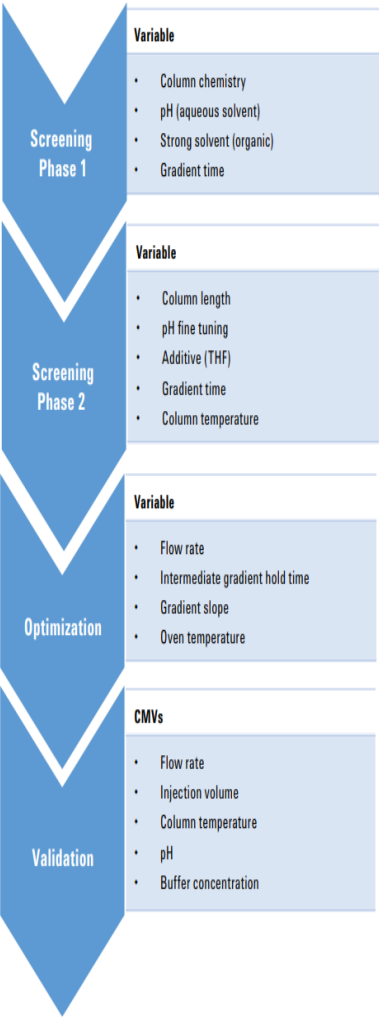 Screening
Phase 1
Variable
• Column chemistry
• pH (aqueous solvent)
• Strong solvent (organic)
• Gradient time
Screening
Phase 2
Variable
• Column length
• pH fine tuning
• Additive (THF)
• Gradient time
• Column temperature
Optimization
Variable
• Flow rate
• Intermediate gradient hold time
• Gradient slope
• Oven temperature
Validation
CMVs
• Flow rate
• Injection volume
• Column temperature
• pH
• Buffer concentration